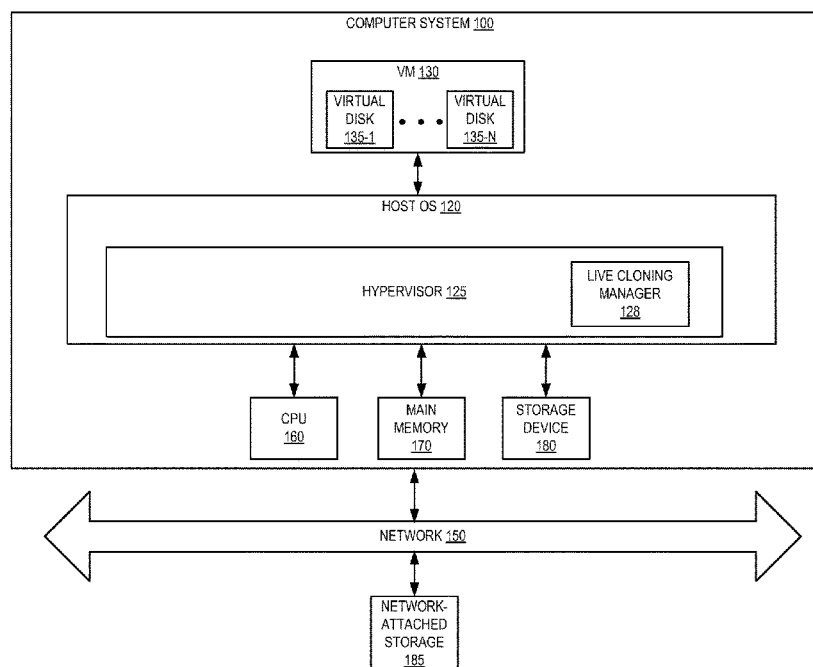 COMPUTER SYSTEM 100
VM 130
VIRTUAL
DISK
135-1
VIRTUAL
DISK
135-N
HOST OS 120
HYPERVISOR 125
LIVE CLONING
MANAGER
128
CPU
160
MAIN
MEMORY
170
STORAGE
DEVICE
180
NETWORK 150
NETWORK-
ATTACHED
STORAGE
185